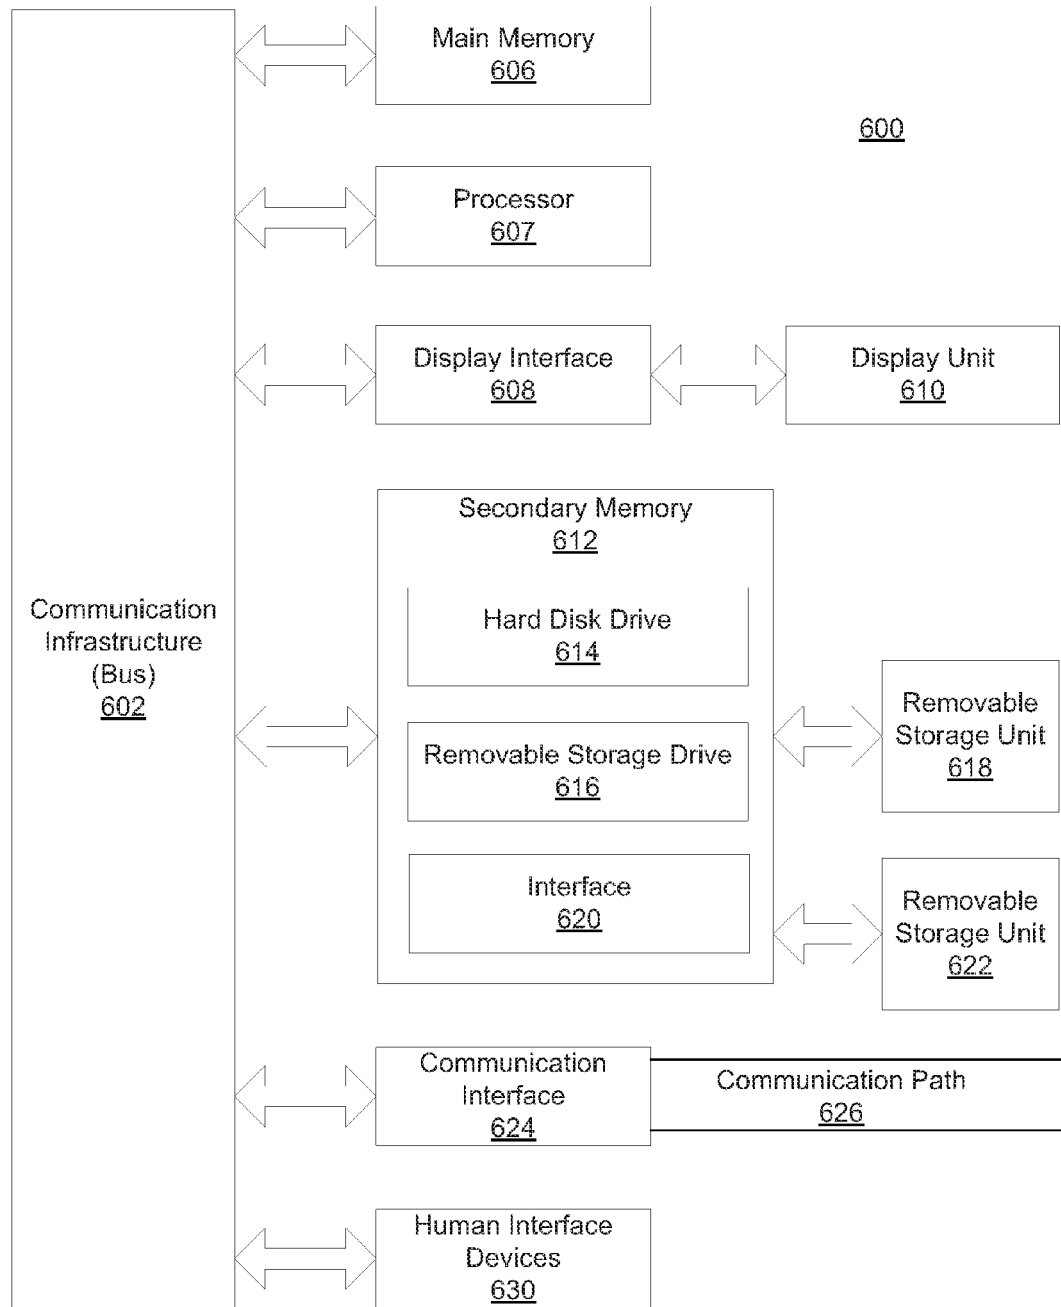 Main Memory
606
600
Processor
607
Display Interface
608
Display Unit
610
Secondary Memory
612
Hard Disk Drive
614
Communication
Infrastructure
(Bus)
602
Removable Storage Drive
616
Removable
Storage Unit
618
Interface
620
Removable
Storage Unit
622
Communication
Interface
624
Communication Path
626
Human Interface
Devices
630